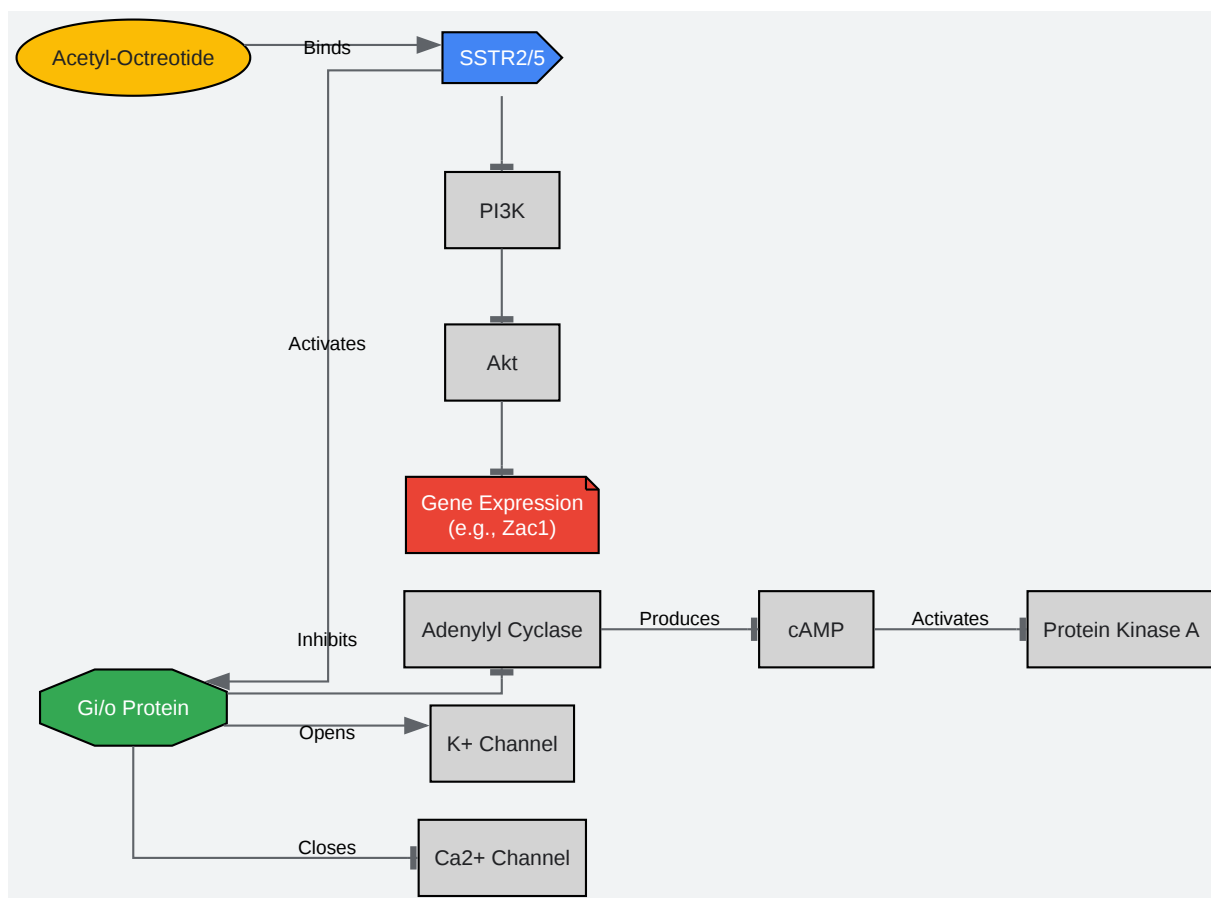 Acetyl-Octreotide
Binds
SSTR2/5
PI3K
Activates
Akt
Gene Expression
(e.g., Zac1)
Adenylyl Cyclase
Produces
cAMP
Activates
Protein Kinase A
Inhibits
Gi/o Protein
Opens
K+ Channel
Closes
Ca2+ Channel